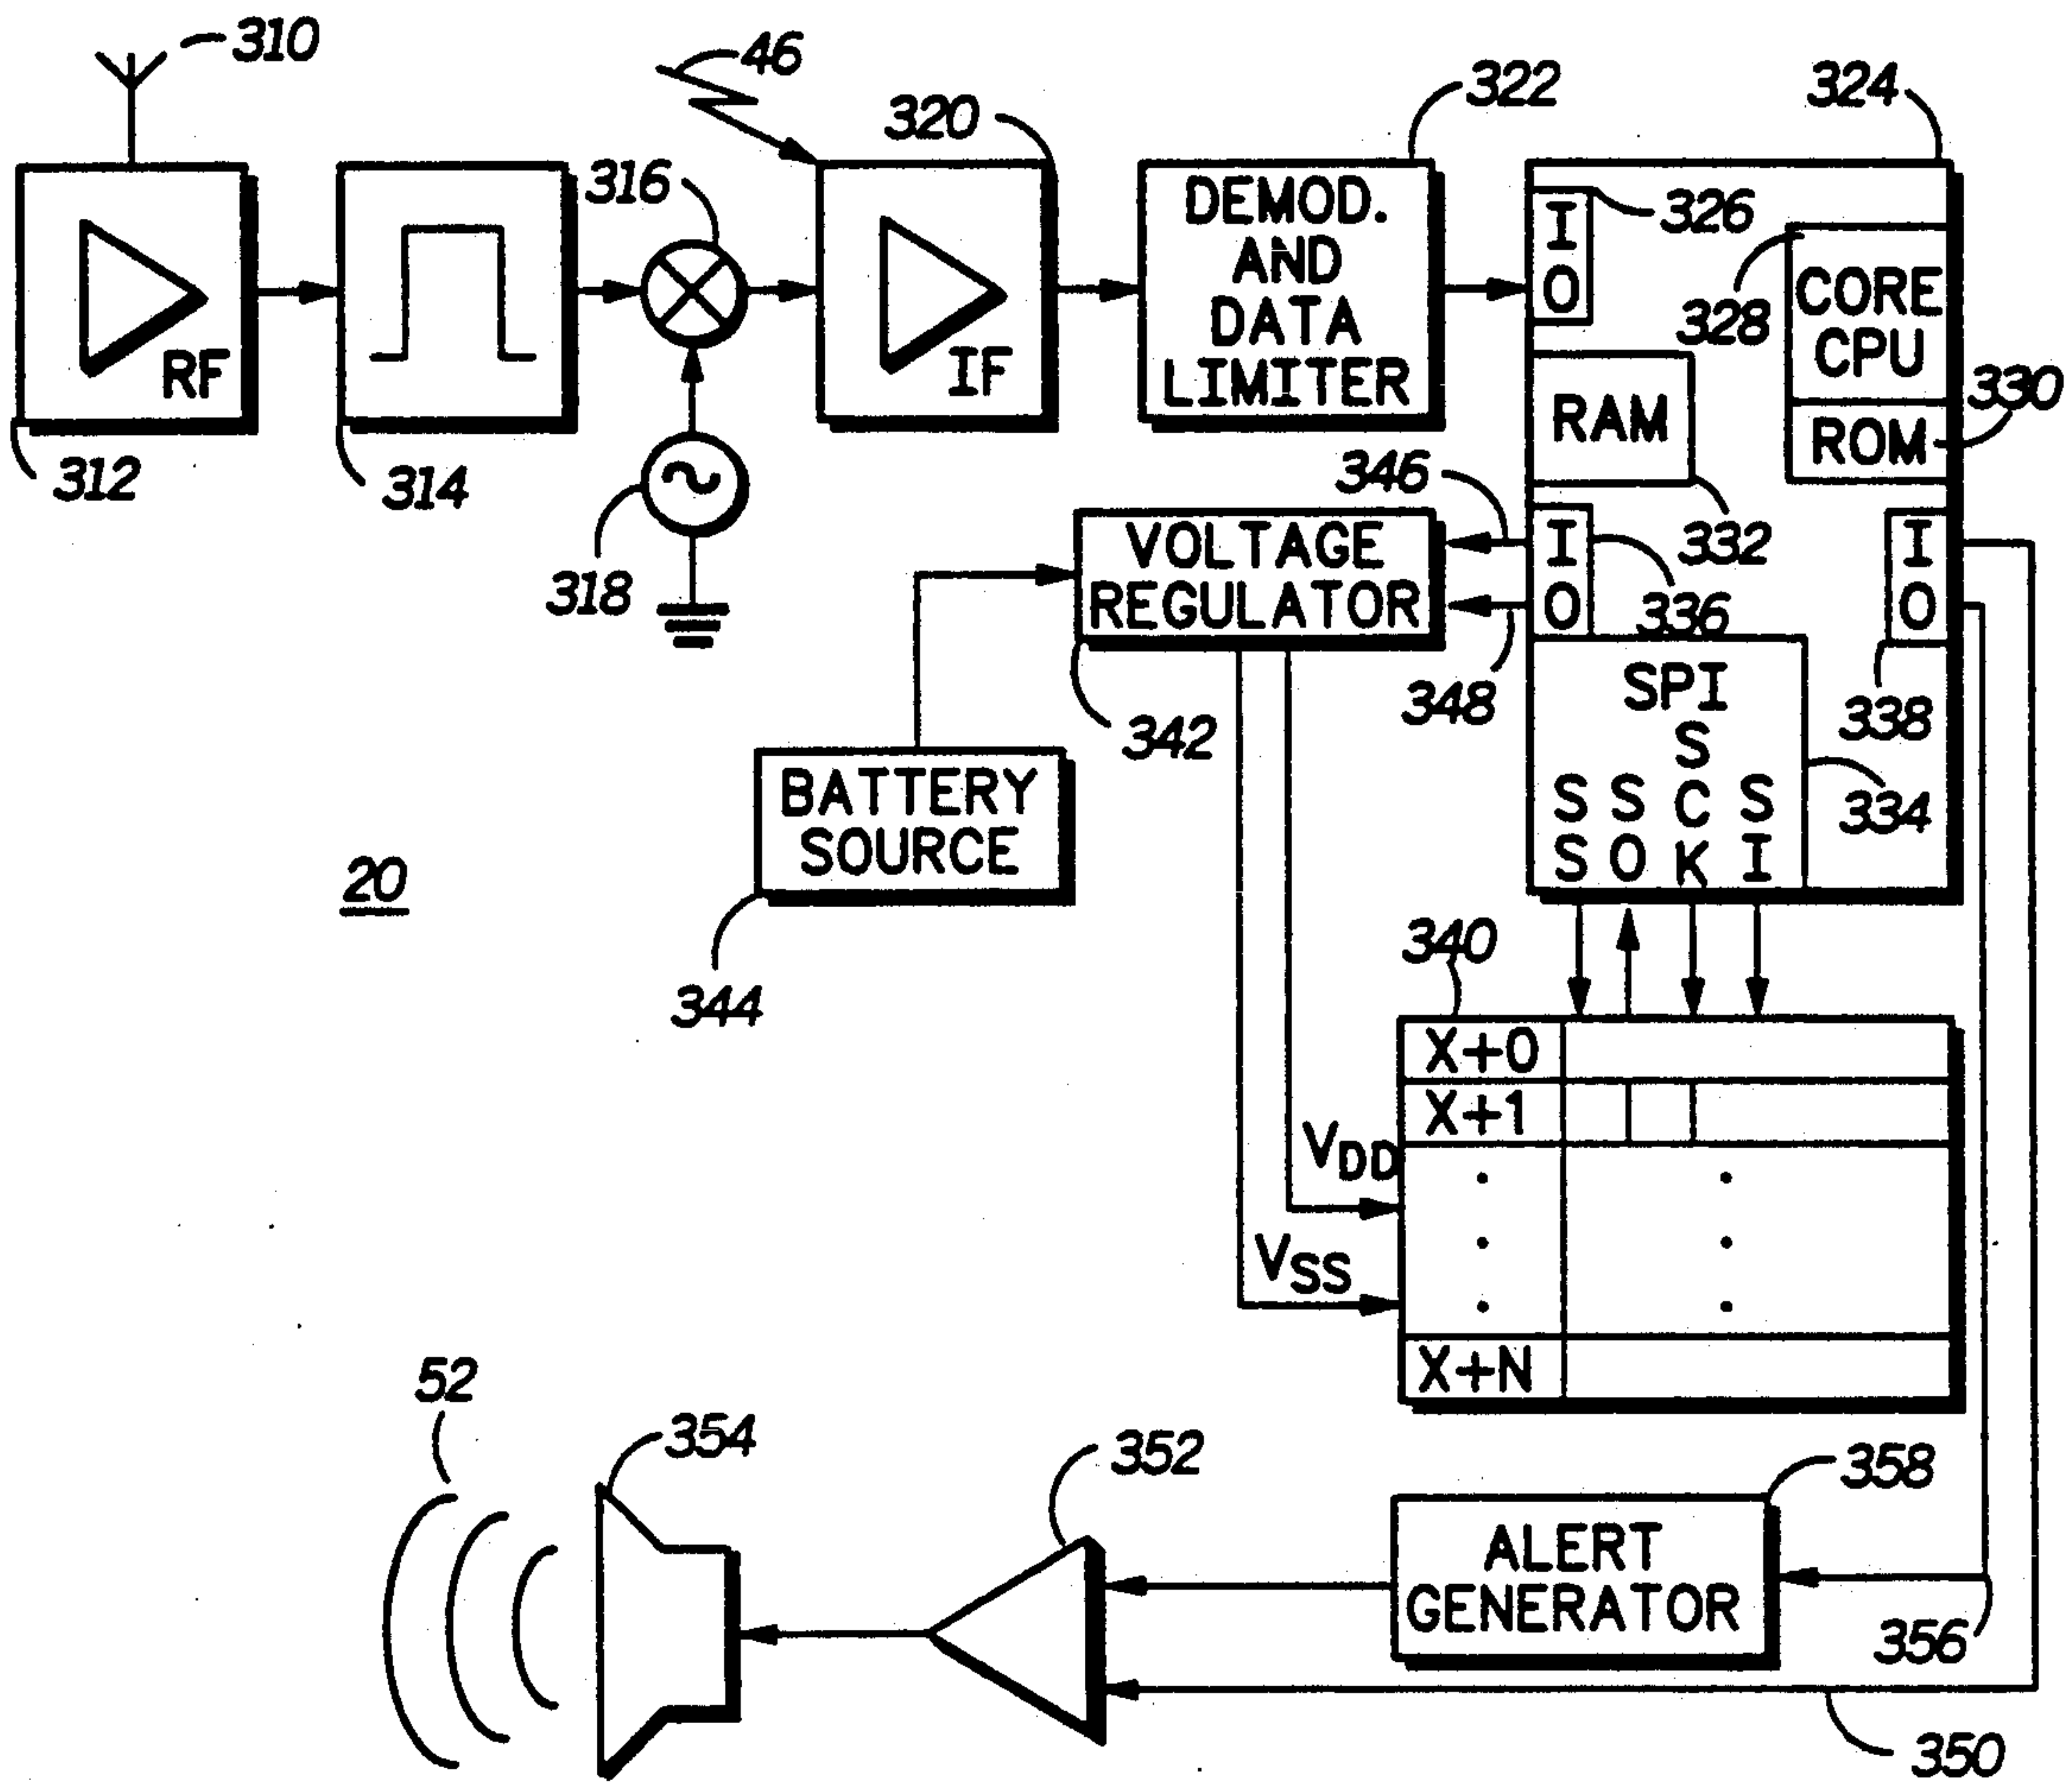 310
46
320
322
324
316
326
RF
IF
DEMOD.
AND
DATA
LIMITER
I
O
328
CORE
CPU
330
ROM
RAM
312
314
318
346
332
VOLTAGE
REGULATOR
I
O
336
I
O
348
342
338
SPI
S
S
S
O
S
C
K
S
I
334
BATTERY
SOURCE
20
344
340
X+0
X+1
VDD
VSS
X+N
52
354
352
358
ALERT
GENERATOR
356
350